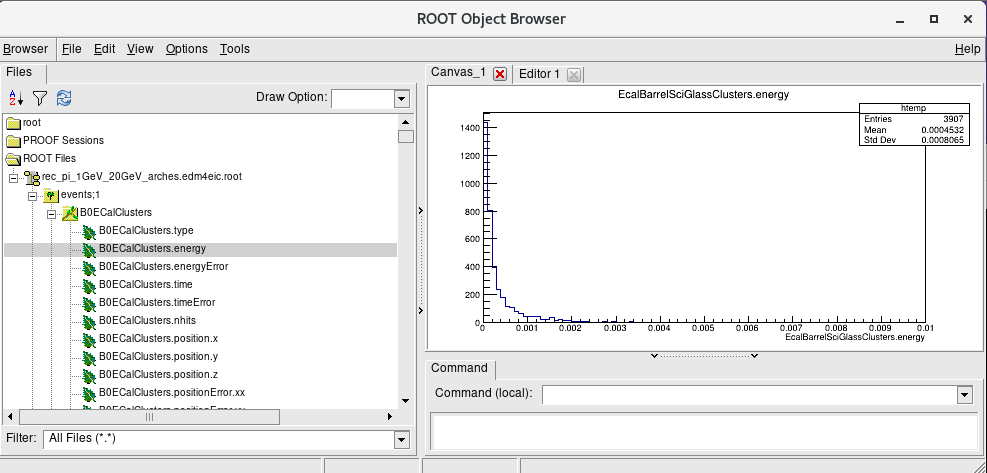 ROOT Object Browser
Browser File Edit View Options Tools Help
Files
Draw Option:
root
PROOF Sessions
ROOT Files
rec_pi_1GeV_20GeV_arches.edm4eic.root
events;1
B0ECalClusters
B0ECalClusters.type
B0ECalClusters.energy
B0ECalClusters.energyError
B0ECalClusters.time
B0ECalClusters.timeError
B0ECalClusters.nhits
B0ECalClusters.position.x
B0ECalClusters.position.y
B0ECalClusters.position.z
B0ECalClusters.positionError.xx
Filter: All Files (*.*)
Canvas_1 Editor 1
EcalBarrelSciGlassClusters.energy
htemp
Entries 3907
Mean 0.0004532
Std Dev 0.0008065
1400
1200
1000
800
600
400
200
0
0 0.001 0.002 0.003 0.004 0.005 0.006 0.007 0.008 0.009 0.01
EcalBarrelSciGlassClusters.energy
Command
Command (local):